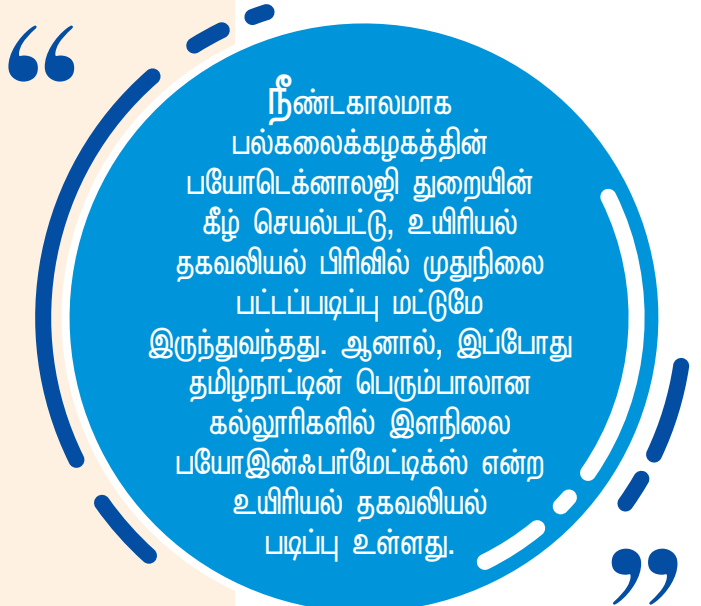 “
நீண்டகாலமாக
பல்கலைக்கழகத்தின்
பயோடெக்னாலஜி துறையின்
கீழ் செயல்பட்டு, உயிரியல்
தகவலியல் பிரிவில் முதுநிலை
பட்டப்படிப்பு மட்டுமே
இருந்துவந்தது. ஆனால், இப்போது
தமிழ்நாட்டின் பெரும்பாலான
கல்லூரிகளில் இளநிலை
பயோஇன்ஃபர்மேட்டிக்ஸ் என்ற
உயிரியல் தகவலியல்
படிப்பு உள்ளது.
”